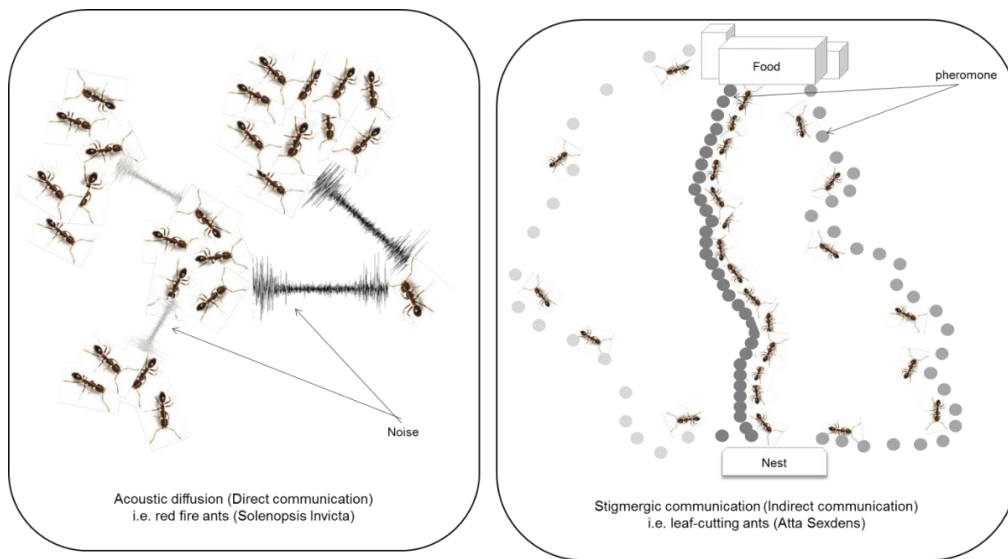 Noise
Acoustic diffusion (Direct communication)
i.e. red fire ants (Solenopsis Invicta)
Food
pheromone
Nest
Stigmergic communication (Indirect communication)
i.e. leaf-cutting ants (Atta Sexdens)